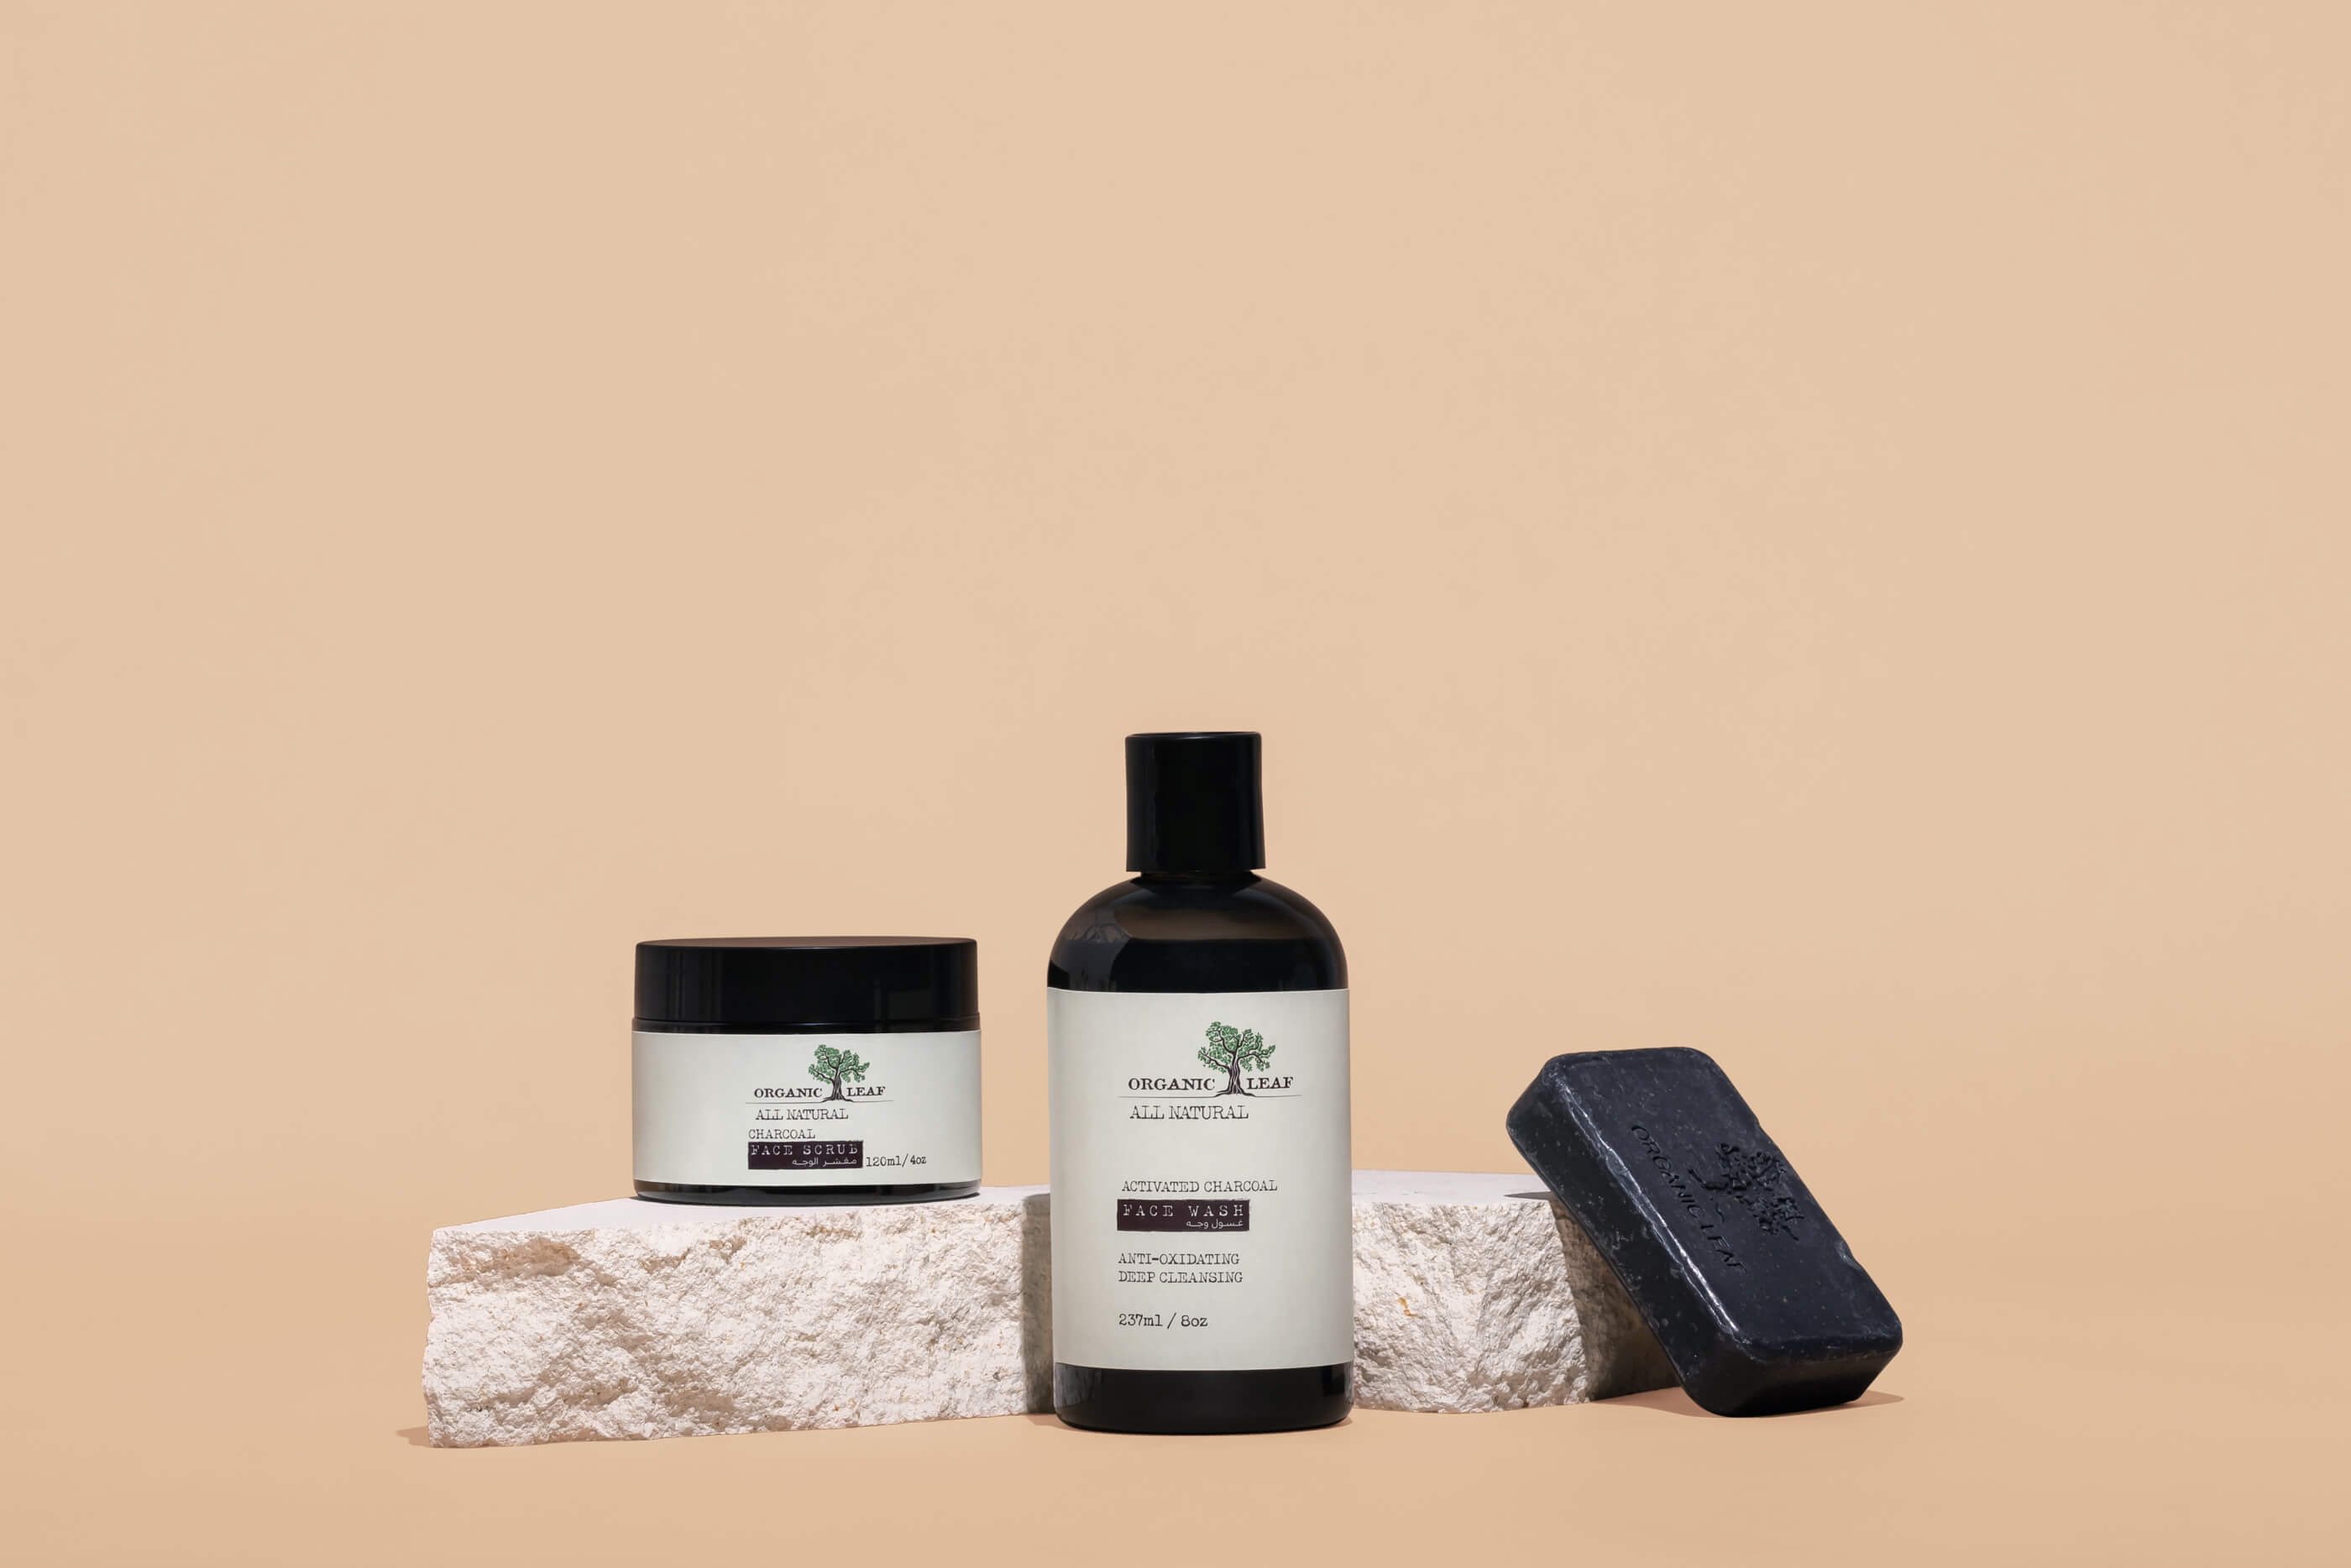 ORGANIC LEAF
ALL NATURAL
CHARCOAL
FACE SCRUB
مقشر الوجه
120ml/4oz
ORGANIC LEAF
ALL NATURAL
ACTIVATED CHARCOAL
FACE WASH
غسول وجه
ANTI-OXIDATING
DEEP CLEANSING
237ml / 8oz
ORGANIC LEAF